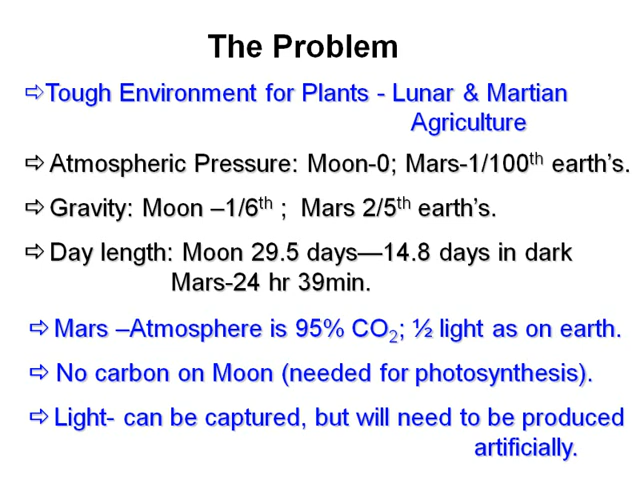 The Problem
⇨Tough Environment for Plants - Lunar & Martian
Agriculture
⇨ Atmospheric Pressure: Moon-0; Mars-1/100th earth's.
⇨ Gravity: Moon –1/6th ; Mars 2/5th earth's.
⇨ Day length: Moon 29.5 days—14.8 days in dark
Mars-24 hr 39min.
⇨ Mars –Atmosphere is 95% CO2; ½ light as on earth.
⇨ No carbon on Moon (needed for photosynthesis).
⇨ Light- can be captured, but will need to be produced
artificially.